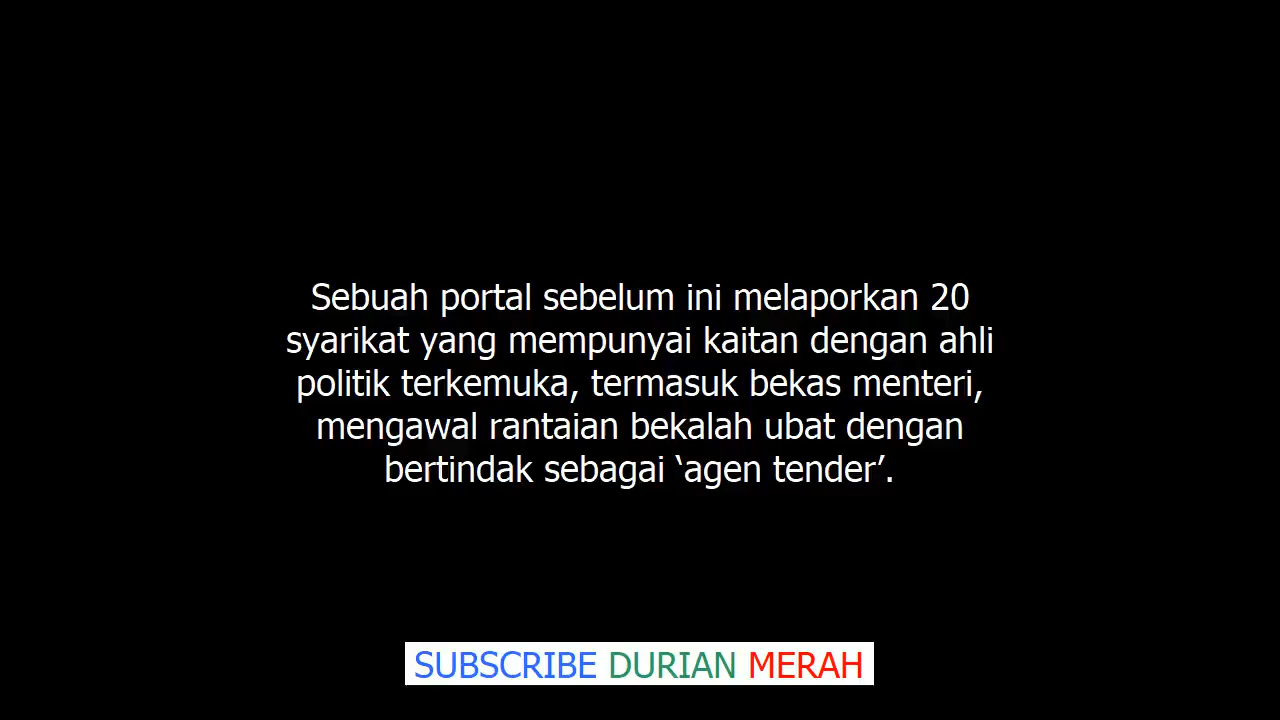 Sebuah portal sebelum ini melaporkan 20
syarikat yang mempunyai kaitan dengan ahli
politik terkemuka, termasuk bekas menteri,
mengawal rantaian bekalah ubat dengan
bertindak sebagai ‘agen tender’.
SUBSCRIBE DURIAN MERAH